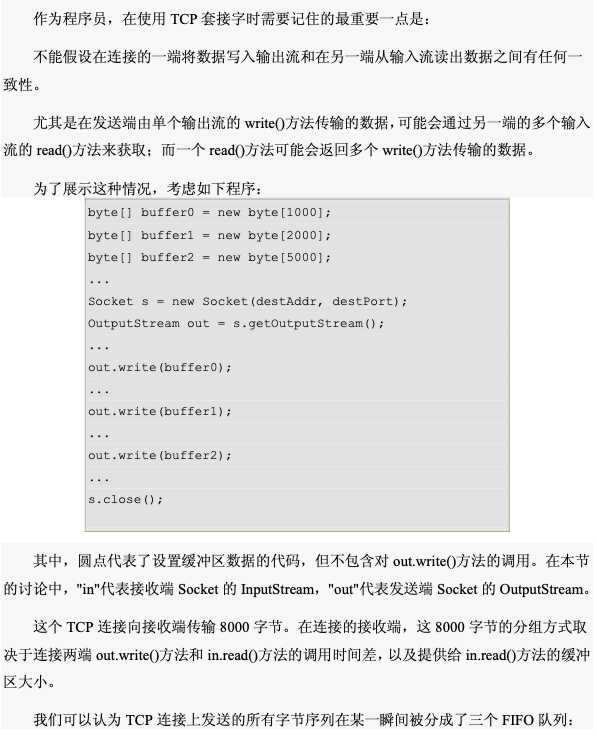 作为程序员，在使用 TCP 套接字时需要记住的最重要一点是：
不能假设在连接的一端将数据写入输出流和在另一端从输入流读出数据之间有任何一
致性。
尤其是在发送端由单个输出流的 write()方法传输的数据，可能会通过另一端的多个输入
流的 read()方法来获取；而一个 read()方法可能会返回多个 write()方法传输的数据。
为了展示这种情况，考虑如下程序：
byte[] buffer0 = new byte[1000];
byte[] buffer1 = new byte[2000];
byte[] buffer2 = new byte[5000];
...
Socket s = new Socket(destAddr, destPort);
OutputStream out = s.getOutputStream();
...
out.write(buffer0);
...
out.write(buffer1);
...
out.write(buffer2);
...
s.close();
其中，圆点代表了设置缓冲区数据的代码，但不包含对 out.write()方法的调用。在本节
的讨论中，"in"代表接收端 Socket 的 InputStream，"out"代表发送端 Socket 的 OutputStream。
这个 TCP 连接向接收端传输 8000 字节。在连接的接收端，这 8000 字节的分组方式取
决于连接两端 out.write()方法和 in.read()方法的调用时间差，以及提供给 in.read()方法的缓冲
区大小。
我们可以认为 TCP 连接上发送的所有字节序列在某一瞬间被分成了三个 FIFO 队列：